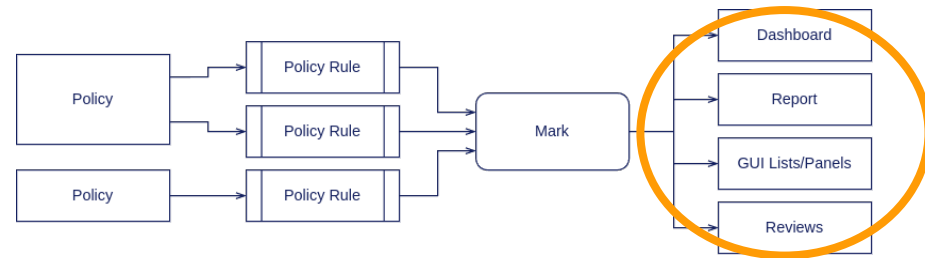 Policy
Policy
Policy Rule
Policy Rule
Policy Rule
Mark
Dashboard
Report
GUI Lists/Panels
Reviews